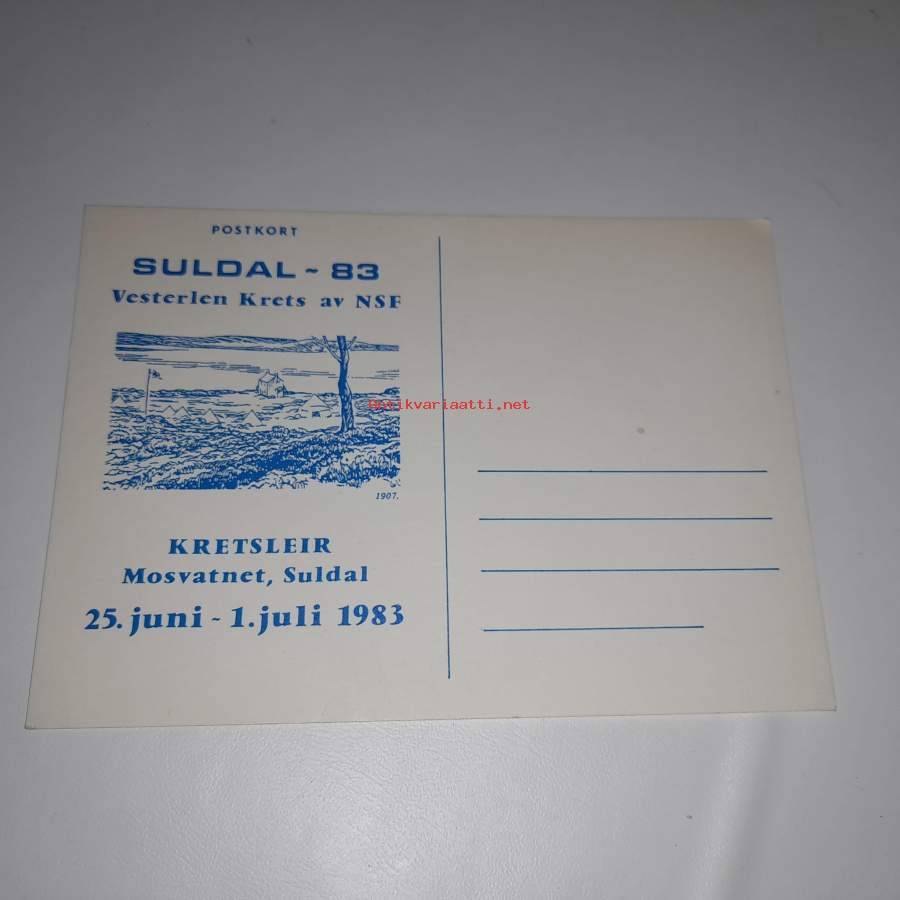 POSTKORT
SULDAL ~ 83
Vesterlen Krets av NSF
Antikvariaatti.net
1907.
KRETSLEIR
Mosvatnet, Suldal
25. juni - 1. juli 1983